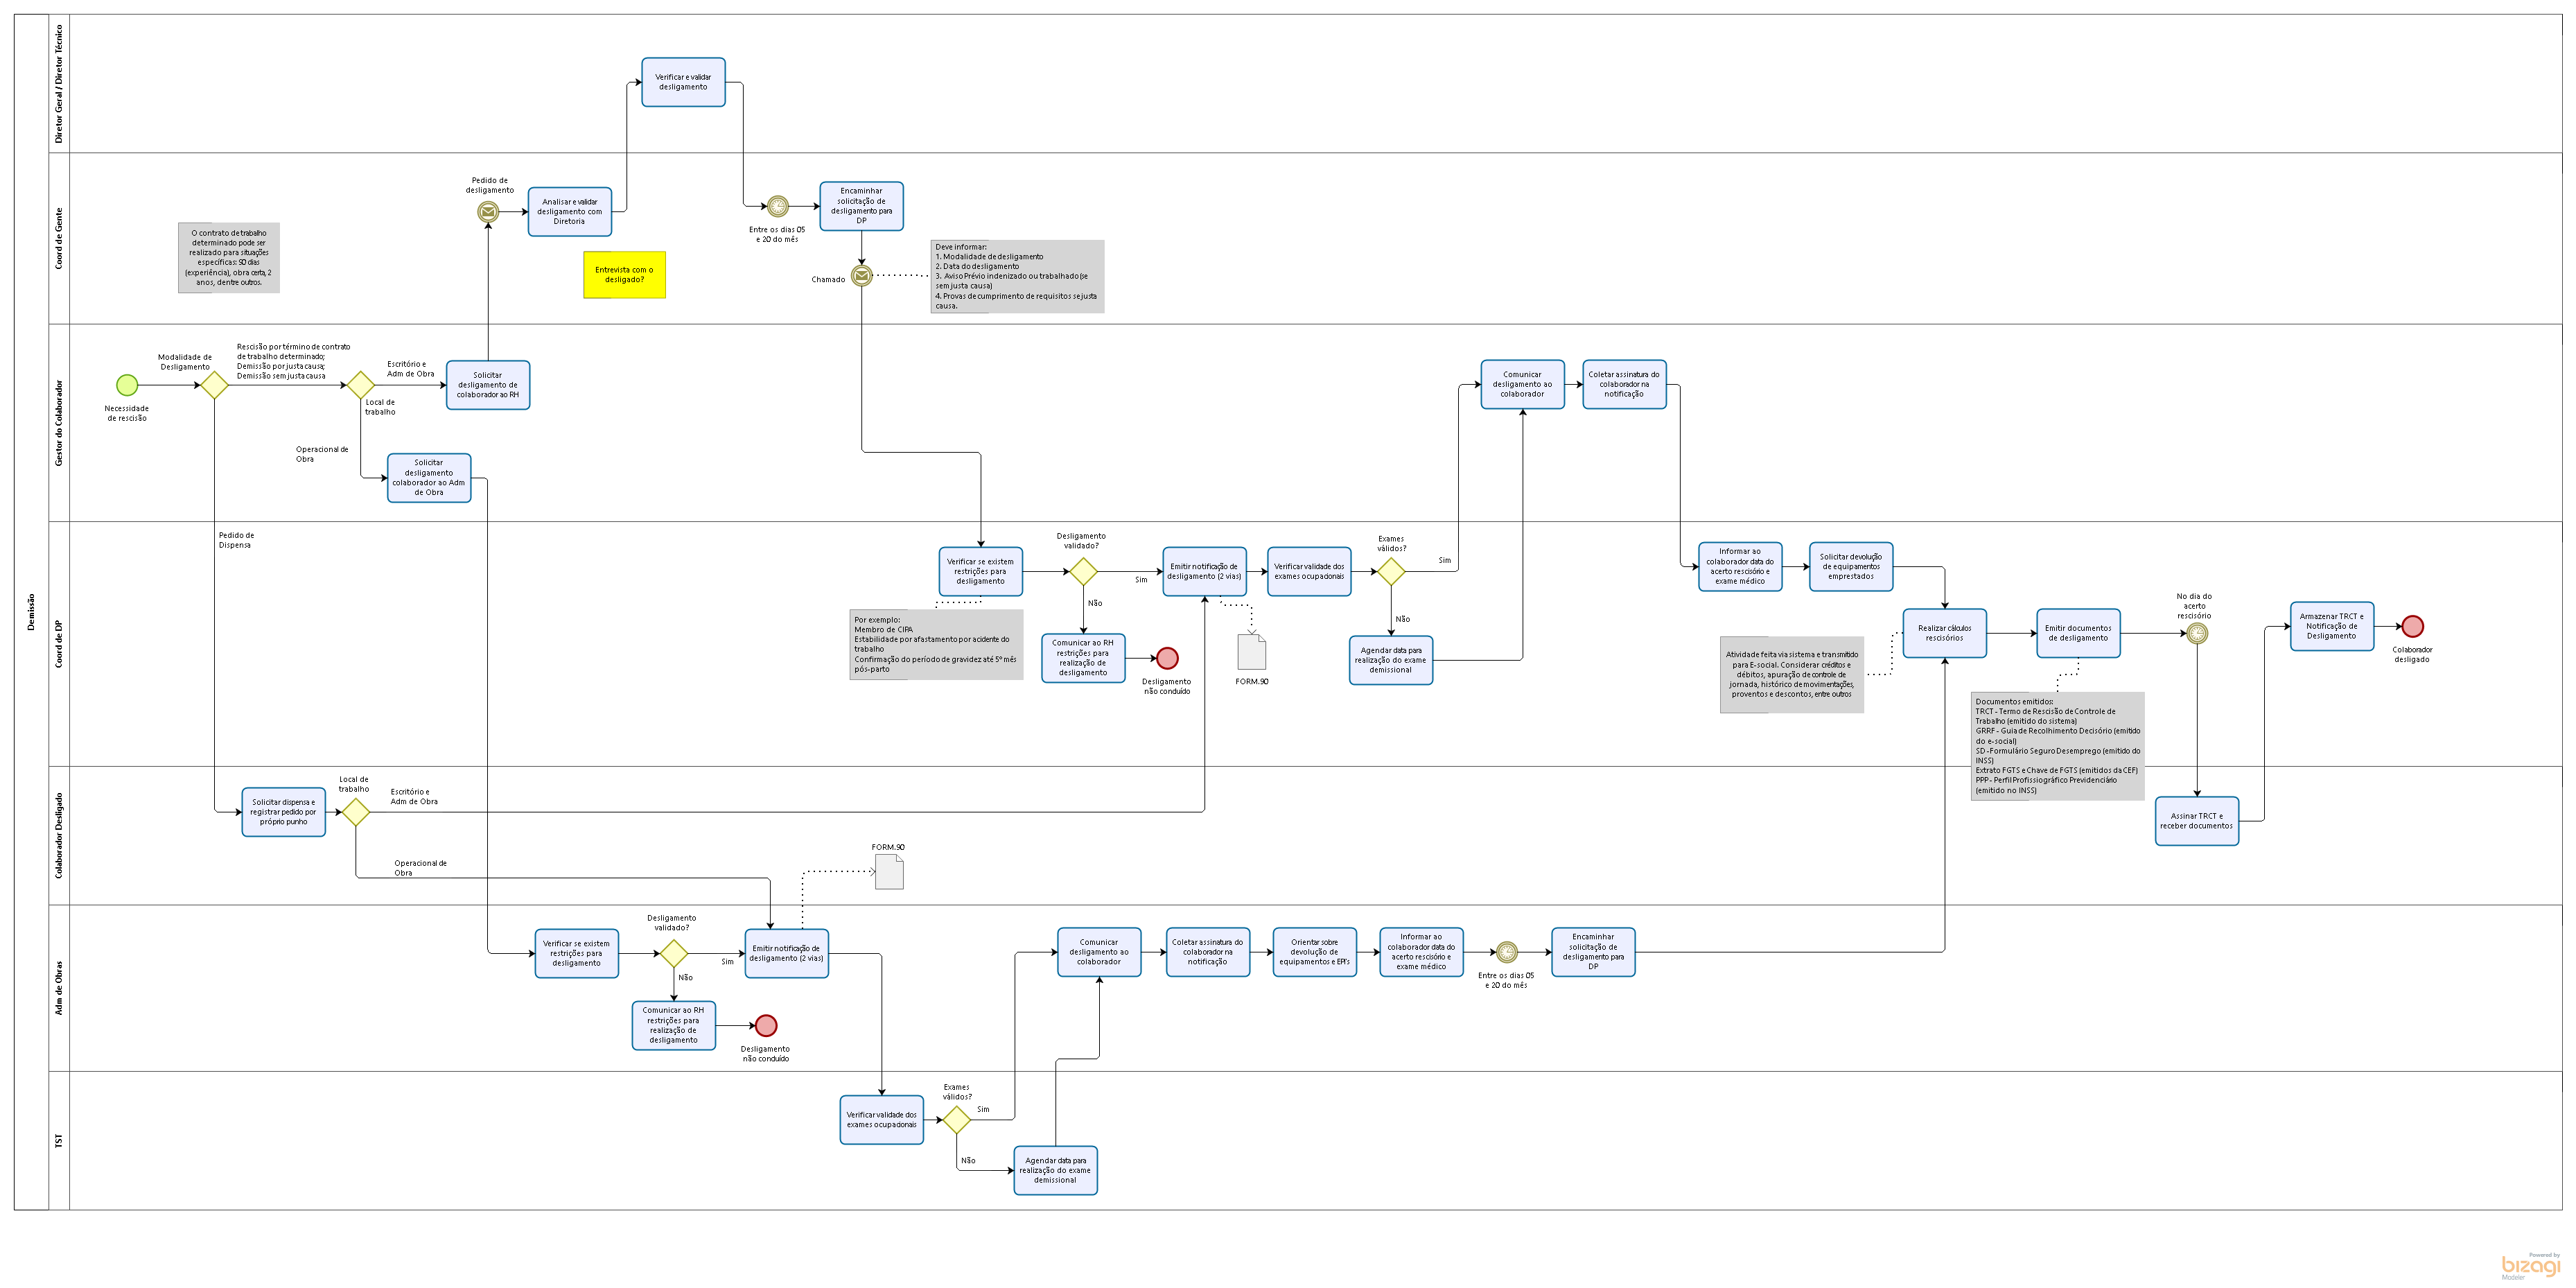 Demissão
Diretor Geral / Diretor Técnico
Verificar e validar
desligamento
Coord de Gente
O contrato de trabalho
determinado pode ser
realizado para situações
específicas: 90 dias
(experiência), obra certa, 2
anos, dentre outros.
Pedido de
desligamento
Analisar e validar
desligamento com
Diretoria
Entrevista com o
desligado?
Entre os dias 05
e 20 do mês
Encaminhar
solicitação de
desligamento para
DP
Chamado
Deve informar:
1. Modalidade de desligamento
2. Data do desligamento
3. Aviso Prévio indenizado ou trabalhado (se
sem justa causa)
4. Provas de cumprimento de requisitos se justa
causa.
Gestor do Colaborador
Necessidade
de rescisão
Modalidade de
Desligamento
Rescisão por término de contrato
de trabalho determinado;
Demissão por justa causa;
Demissão sem justa causa
Local de
trabalho
Escritório e
Adm de Obra
Solicitar
desligamento de
colaborador ao RH
Operacional de
Obra
Solicitar
desligamento
colaborador ao Adm
de Obra
Comunicar
desligamento ao
colaborador
Coletar assinatura do
colaborador na
notificação
Coord de DP
Pedido de
Dispensa
Verificar se existem
restrições para
desligamento
Por exemplo:
Membro de CIPA
Estabilidade por afastamento por acidente do
trabalho
Confirmação do período de gravidez até 5º mês
pós-parto
Desligamento
validado?
Sim
Não
Comunicar ao RH
restrições para
realização de
desligamento
Desligamento
não concluído
Emitir notificação de
desligamento (2 vias)
FORM.90
Verificar validade dos
exames ocupacionais
Exames
válidos?
Sim
Não
Agendar data para
realização do exame
demissional
Informar ao
colaborador data do
acerto rescisório e
exame médico
Solicitar devolução
de equipamentos
emprestados
Realizar cálculos
rescisórios
Atividade feita via sistema e transmitido
para E-social. Considerar créditos e
débitos, apuração de controle de
jornada, histórico de movimentações,
proventos e descontos, entre outros
Emitir documentos
de desligamento
Documentos emitidos:
TRCT - Termo de Rescisão de Controle de
Trabalho (emitido do sistema)
GRRF - Guia de Recolhimento Decisório (emitido
do e-social)
SD - Formulário Seguro Desemprego (emitido do
INSS)
Extrato FGTS e Chave de FGTS (emitidos da CEF)
PPP - Perfil Profissiográfico Previdenciário
(emitido no INSS)
No dia do
acerto
rescisório
Armazenar TRCT e
Notificação de
Desligamento
Colaborador
desligado
Colaborador Desligado
Solicitar dispensa e
registrar pedido por
próprio punho
Local de
trabalho
Escritório e
Adm de Obra
Operacional de
Obra
FORM.90
Assinar TRCT e
receber documentos
Adm de Obras
Verificar se existem
restrições para
desligamento
Desligamento
validado?
Sim
Não
Comunicar ao RH
restrições para
realização de
desligamento
Desligamento
não concluído
Emitir notificação de
desligamento (2 vias)
Comunicar
desligamento ao
colaborador
Coletar assinatura do
colaborador na
notificação
Orientar sobre
devolução de
equipamentos e EPI's
Informar ao
colaborador data do
acerto rescisório e
exame médico
Entre os dias 05
e 20 do mês
Encaminhar
solicitação de
desligamento para
DP
TST
Verificar validade dos
exames ocupacionais
Exames
válidos?
Sim
Não
Agendar data para
realização do exame
demissional
Powered by
bizagi
Modeler